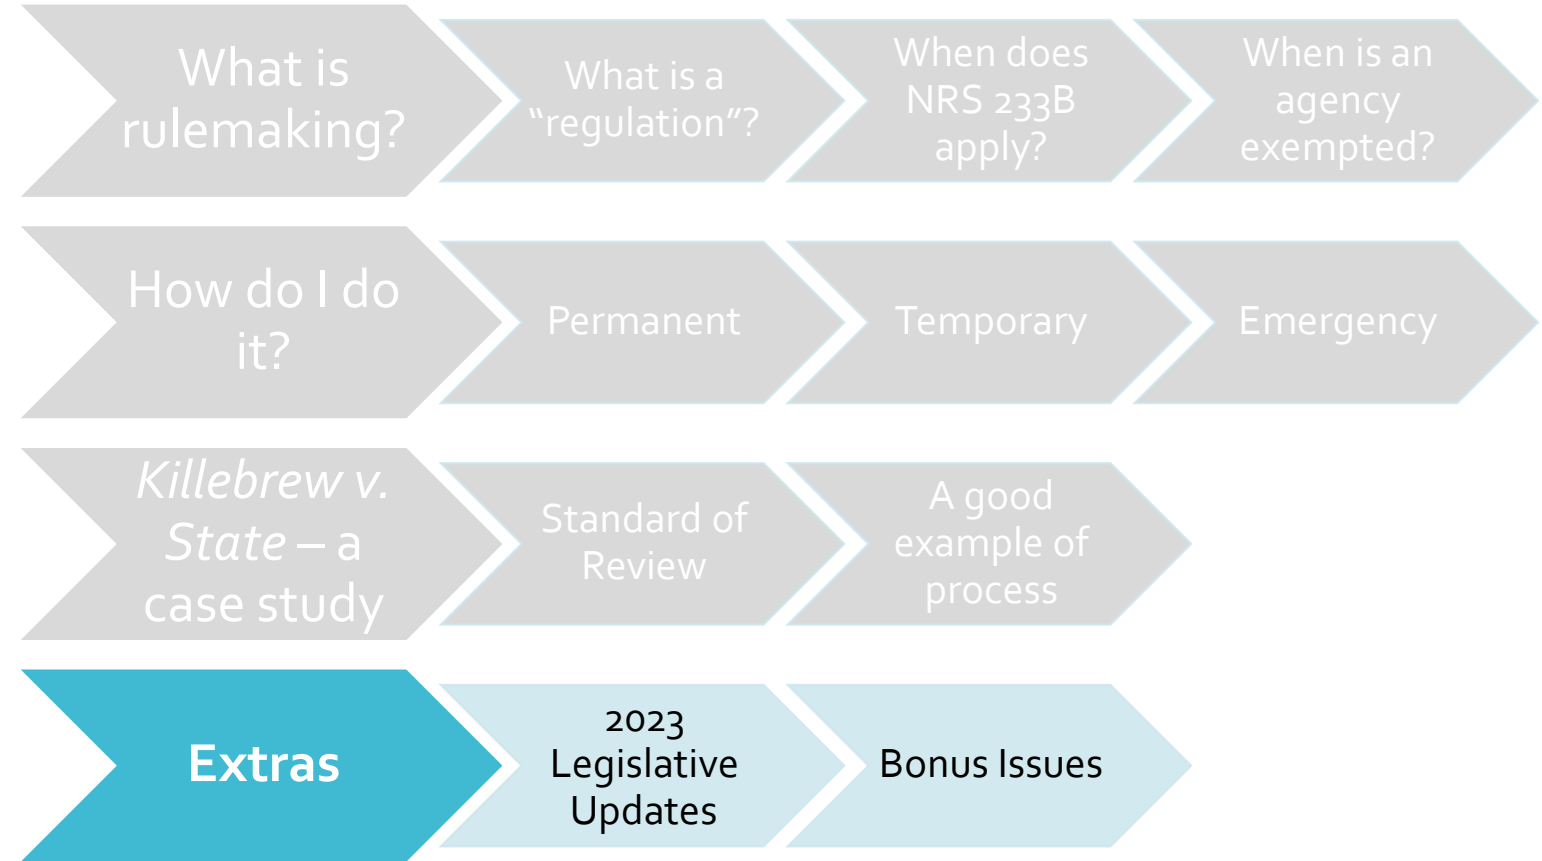 What is
rulemaking?
What is a
“regulation”?
When does
NRS 233B
apply?
When is an
agency
exempted?
How do I do
it?
Permanent
Temporary
Emergency
Killebrew v.
State – a
case study
Standard of
Review
A good
example of
process
Extras
2023
Legislative
Updates
Bonus Issues